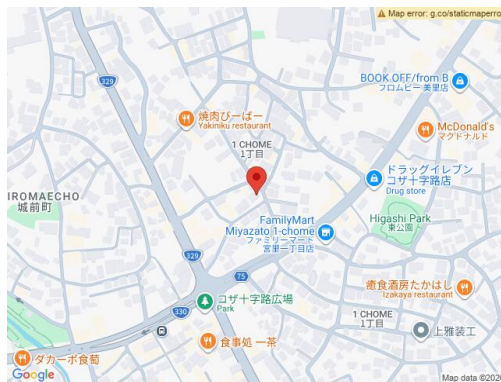 Map error: g.co/staticmaperro
329
BOOK OFF/from B
フロムビー 美里店
焼肉びーばー
Yakiniku restaurant
McDonald's
マクドナルド
1 CHOME
1丁目
ドラッグイレブン
コザ十字路店
Drug store
IROMAECHO
城前町
FamilyMart
Miyazato 1-chome
ファミリーマート
宮里一丁目店
Higashi Park
東公園
329
75
癒食酒房たかはし
Izakaya restaurant
コザ十字路広場
Park
330
1 CHOME
1丁目
上雅装工
食事処 一茶
ダカーポ食萄
Google
Map data ©2026